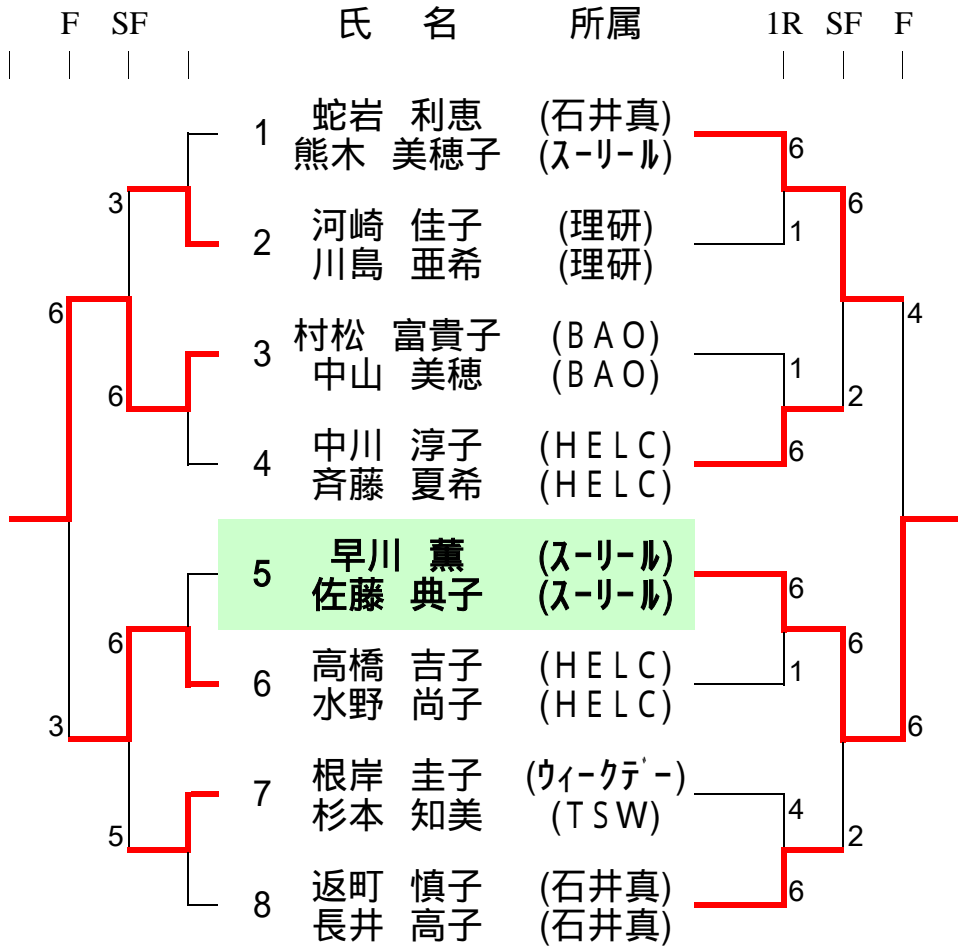 F SF 氏 名 所属 1R SF F
1 蛇岩 利恵 (石井真)
熊木 美穂子 (スーリール)
6
3 6
2 河崎 佳子 (理研)
川島 亜希 (理研)
1
6 4
3 村松 富貴子 (BAO)
中山 美穂 (BAO)
1
6 2
4 中川 淳子 (HELC)
斉藤 夏希 (HELC)
6
5 早川 薫 (スーリール)
佐藤 典子 (スーリール)
6
6 6
6 高橋 吉子 (HELC)
水野 尚子 (HELC)
1
3 6
7 根岸 圭子 (ウィークデー)
杉本 知美 (TSW)
4
5 2
8 返町 慎子 (石井真)
長井 高子 (石井真)
6